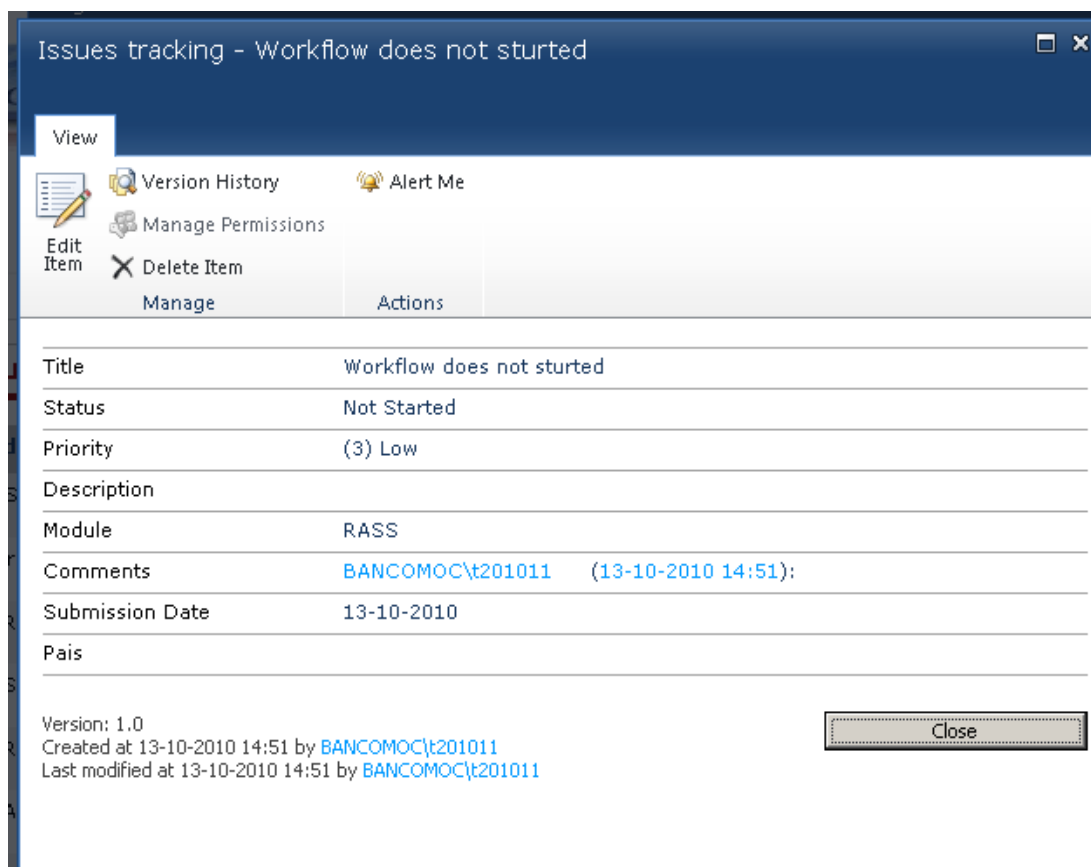 Issues tracking - Workflow does not sturted
View
Edit Item
Version History
Manage Permissions
Delete Item
Manage
Alert Me
Actions
Title Workflow does not sturted
Status Not Started
Priority (3) Low
Description
Module RASS
Comments BANCOMOC\t201011 (13-10-2010 14:51):
Submission Date 13-10-2010
Pais
Version: 1.0
Created at 13-10-2010 14:51 by BANCOMOC\t201011
Last modified at 13-10-2010 14:51 by BANCOMOC\t201011
Close